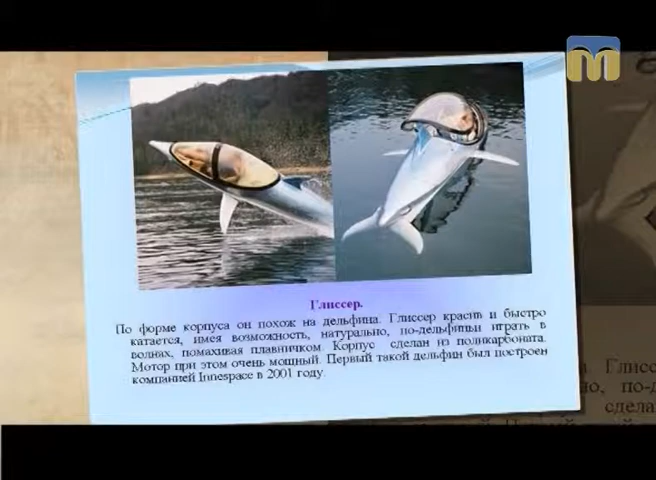 Глиссер.
По форме корпуса он похож на дельфина. Глиссер красив и быстро
катается, имея возможность, натурально, по-дельфиньи играть в
волнах, помахивая плавничком. Корпус сделан из поликарбоната.
Мотор при этом очень мощный. Первый такой дельфин был построен
компанией Innespace в 2001 году.